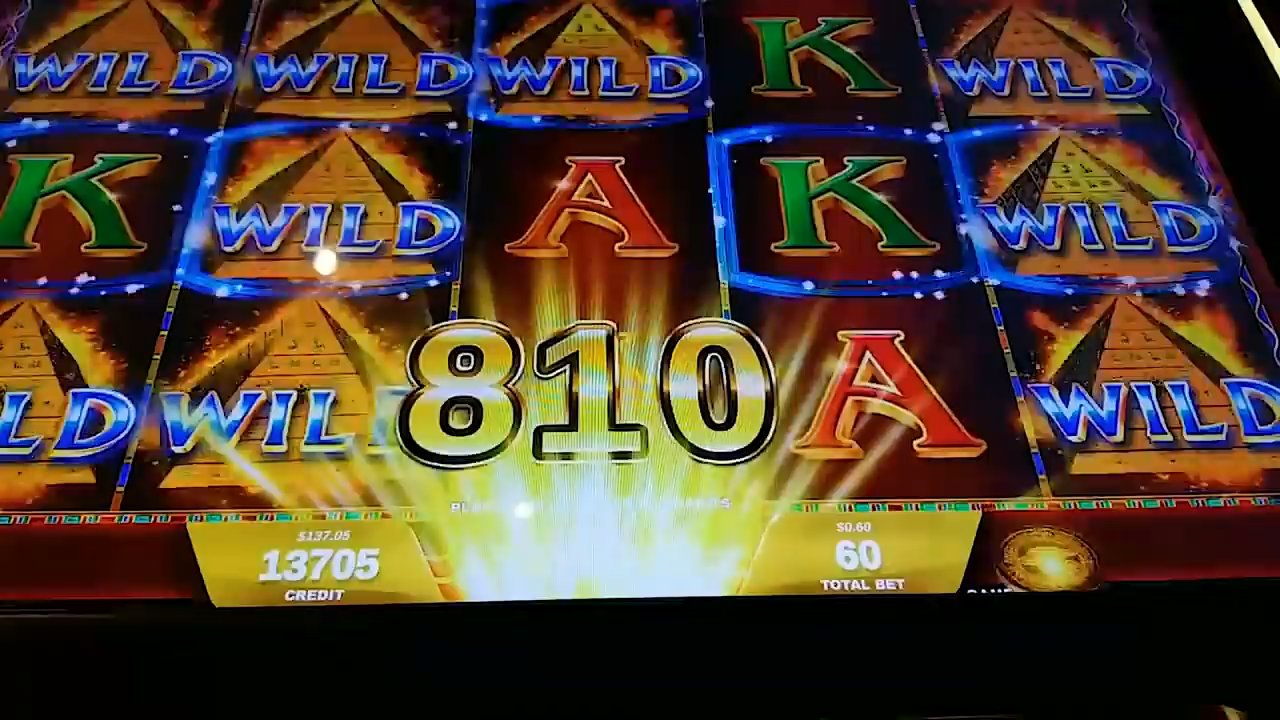 WILD WILD WILD K WILD
K WILD A K WILD
LD WIL 810 A WILD
$137.05
13705
CREDIT
$0.60
60
TOTAL BET